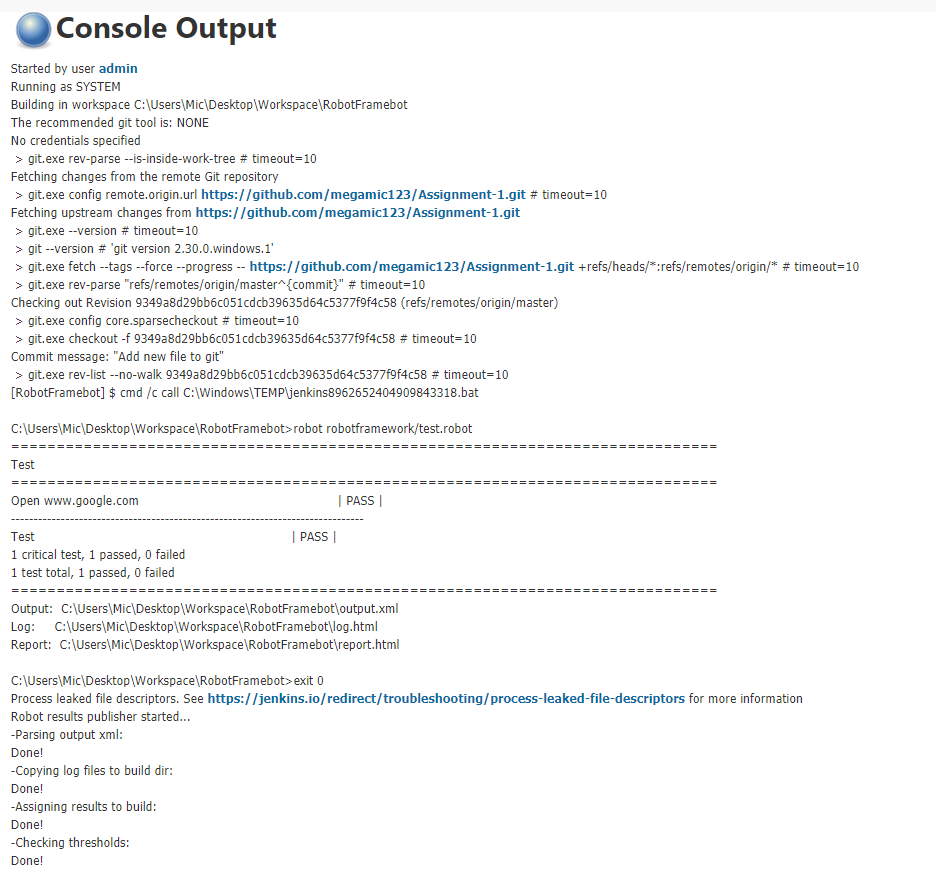 Console Output
Started by user admin
Running as SYSTEM
Building in workspace C:\Users\Mic\Desktop\Workspace\RobotFramebot
The recommended git tool is: NONE
No credentials specified
> git.exe rev-parse --is-inside-work-tree # timeout=10
Fetching changes from the remote Git repository
> git.exe config remote.origin.url https://github.com/megamic123/Assignment-1.git # timeout=10
Fetching upstream changes from https://github.com/megamic123/Assignment-1.git
> git.exe --version # timeout=10
> git --version # 'git version 2.30.0.windows.1'
> git.exe fetch --tags --force --progress -- https://github.com/megamic123/Assignment-1.git +refs/heads/*:refs/remotes/origin/* # timeout=10
> git.exe rev-parse "refs/remotes/origin/master^{commit}" # timeout=10
Checking out Revision 9349a8d29bb6c051cdcb39635d64c5377f9f4c58 (refs/remotes/origin/master)
> git.exe config core.sparsecheckout # timeout=10
> git.exe checkout -f 9349a8d29bb6c051cdcb39635d64c5377f9f4c58 # timeout=10
Commit message: "Add new file to git"
> git.exe rev-list --no-walk 9349a8d29bb6c051cdcb39635d64c5377f9f4c58 # timeout=10
[RobotFramebot] $ cmd /c call C:\Windows\TEMP\jenkins8962652404909843318.bat
C:\Users\Mic\Desktop\Workspace\RobotFramebot>robot robotframework/test.robot
==============================================================================
Test
==============================================================================
Open www.google.com | PASS |
------------------------------------------------------------------------------
Test | PASS |
1 critical test, 1 passed, 0 failed
1 test total, 1 passed, 0 failed
==============================================================================
Output: C:\Users\Mic\Desktop\Workspace\RobotFramebot\output.xml
Log: C:\Users\Mic\Desktop\Workspace\RobotFramebot\log.html
Report: C:\Users\Mic\Desktop\Workspace\RobotFramebot\report.html
C:\Users\Mic\Desktop\Workspace\RobotFramebot>exit 0
Process leaked file descriptors. See https://jenkins.io/redirect/troubleshooting/process-leaked-file-descriptors for more information
Robot results publisher started...
-Parsing output xml:
Done!
-Copying log files to build dir:
Done!
-Assigning results to build:
Done!
-Checking thresholds:
Done!